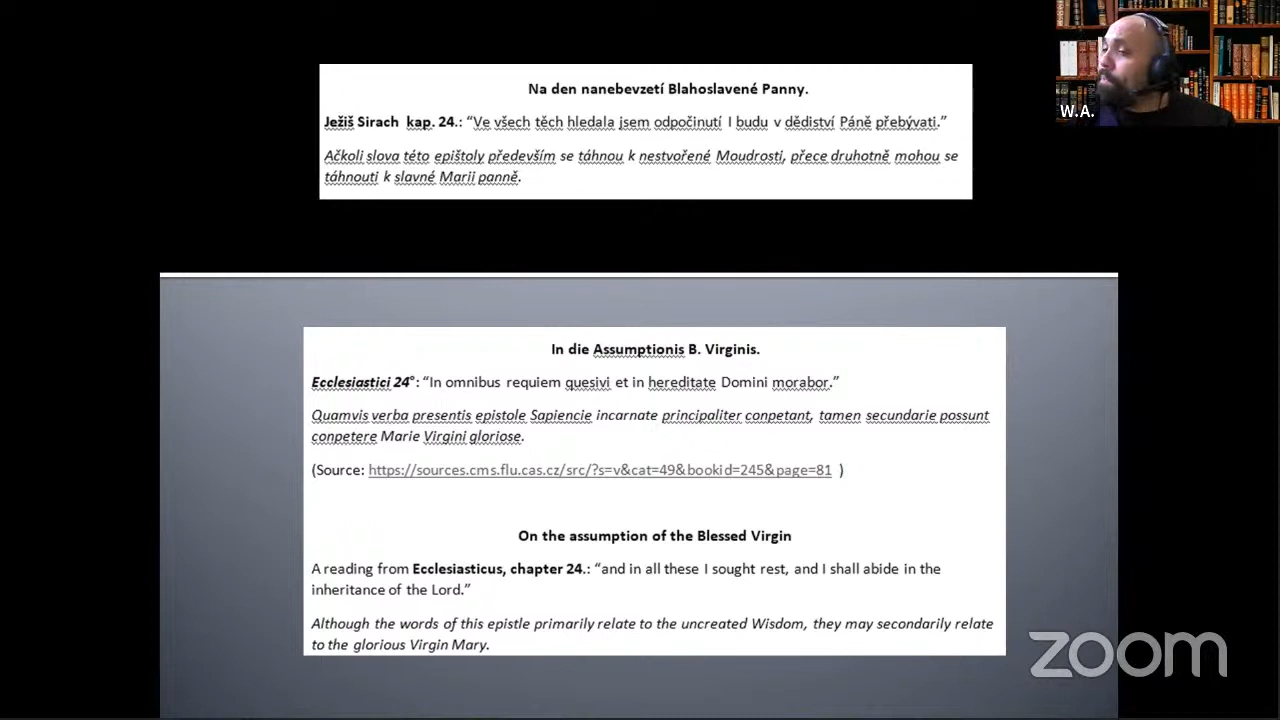 Na den nanebevzetí Blahoslavené Panny.
Ježiš Sirach kap. 24.: “Ve všech těch hledala jsem odpočinutí I budu v dědiství Páně přebývati.”
Ačkoli slova této epištoly především se táhnou k nestvořené Moudrosti, přece druhotně mohou se
táhnouti k slavné Marii panně.
W.A.
In die Assumptionis B. Virginis.
Ecclesiastici 24°: “In omnibus requiem quesivi et in hereditate Domini morabor.”
Quamvis verba presentis epistole Sapiencie incarnate principaliter conpetant, tamen secundarie possunt
conpetere Marie Virgini gloriose.
(Source: https://sources.cms.flu.cas.cz/src/?s=v&cat=49&bookid=245&page=81 )
On the assumption of the Blessed Virgin
A reading from Ecclesiasticus, chapter 24.: “and in all these I sought rest, and I shall abide in the
inheritance of the Lord.”
Although the words of this epistle primarily relate to the uncreated Wisdom, they may secondarily relate
to the glorious Virgin Mary.
zoom